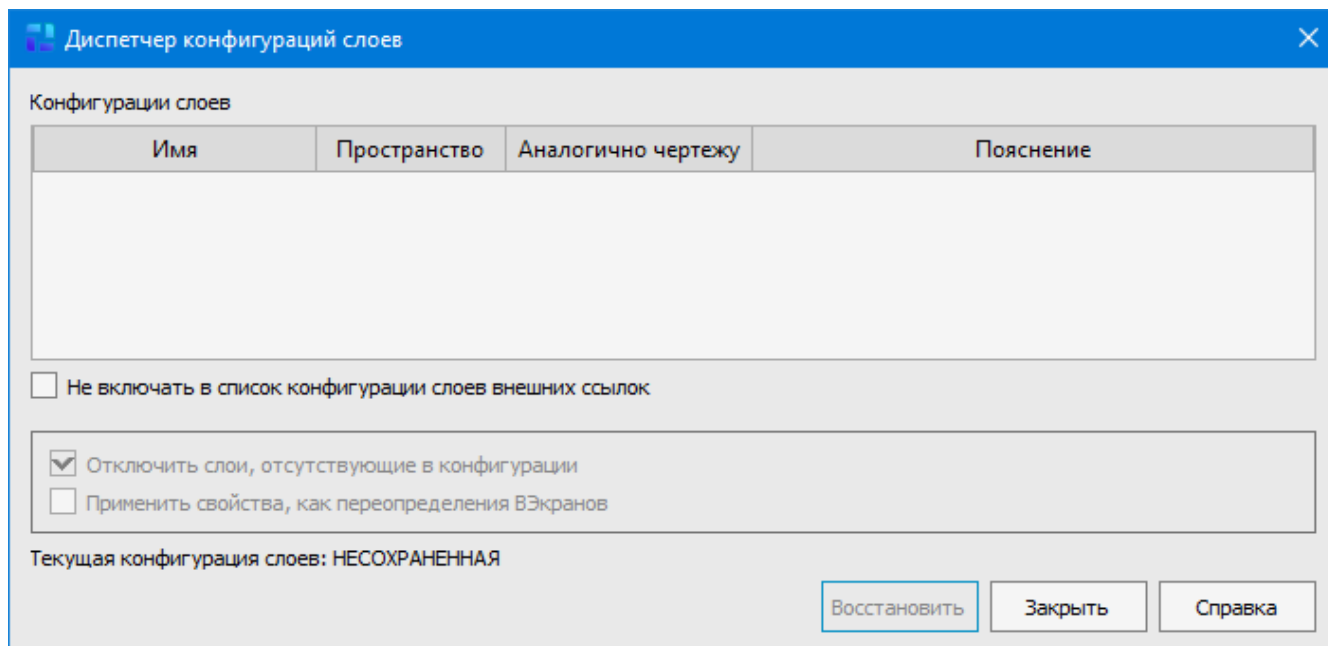 Диспетчер конфигураций слоев
Конфигурации слоев
Имя Пространство Аналогично чертежу Пояснение
Не включать в список конфигурации слоев внешних ссылок
Отключить слои, отсутствующие в конфигурации
Применить свойства, как переопределения ВЭкранов
Текущая конфигурация слоев: НЕСОХРАНЕННАЯ
Восстановить Закрыть Справка